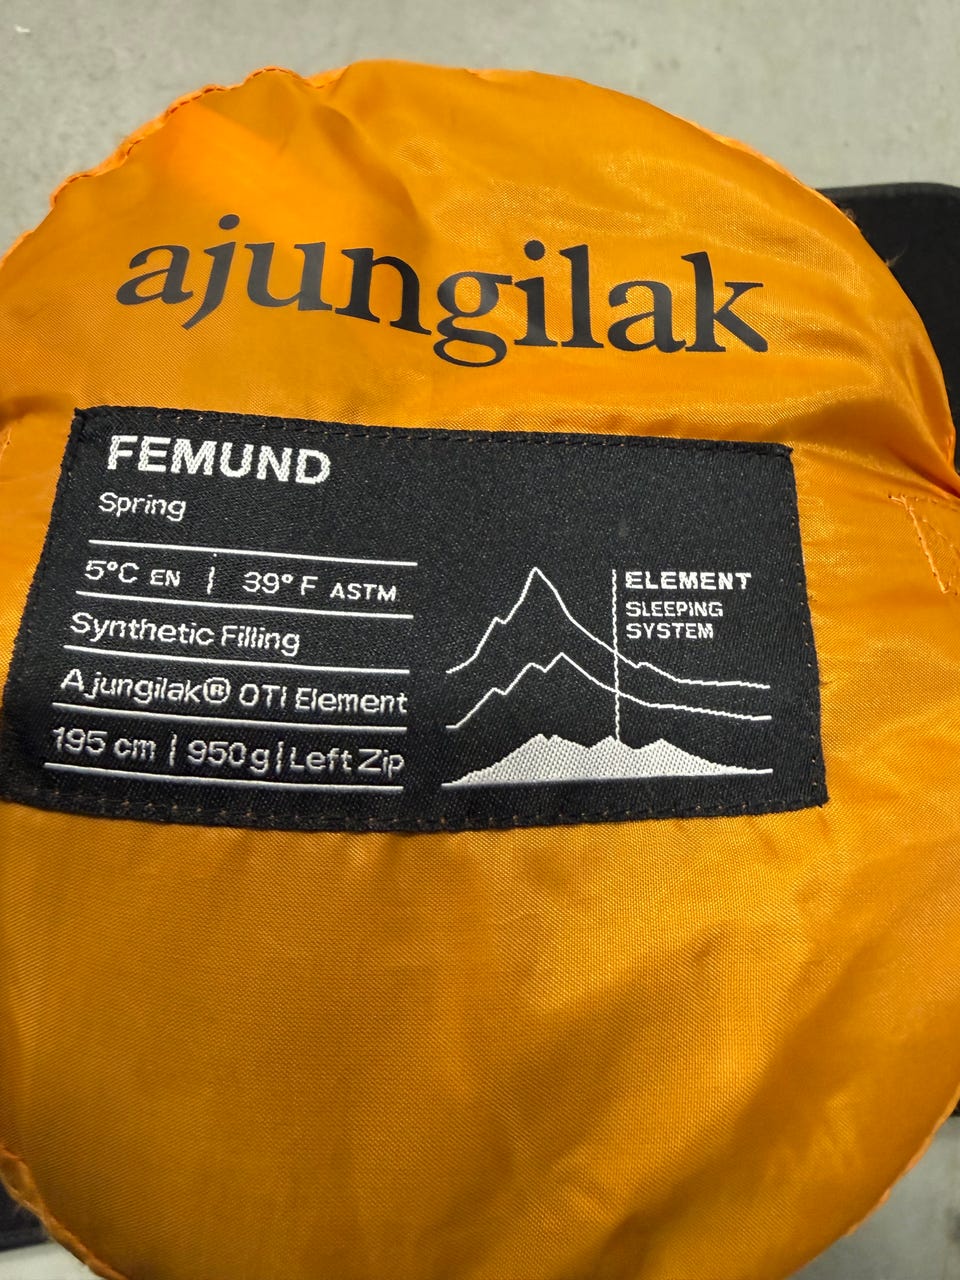 ajungilak
FEMUND
Spring
5°C EN | 39° F ASTM
Synthetic Filling
Ajungilak® OTI Element
195 cm | 950g | Left Zip
ELEMENT
SLEEPING
SYSTEM